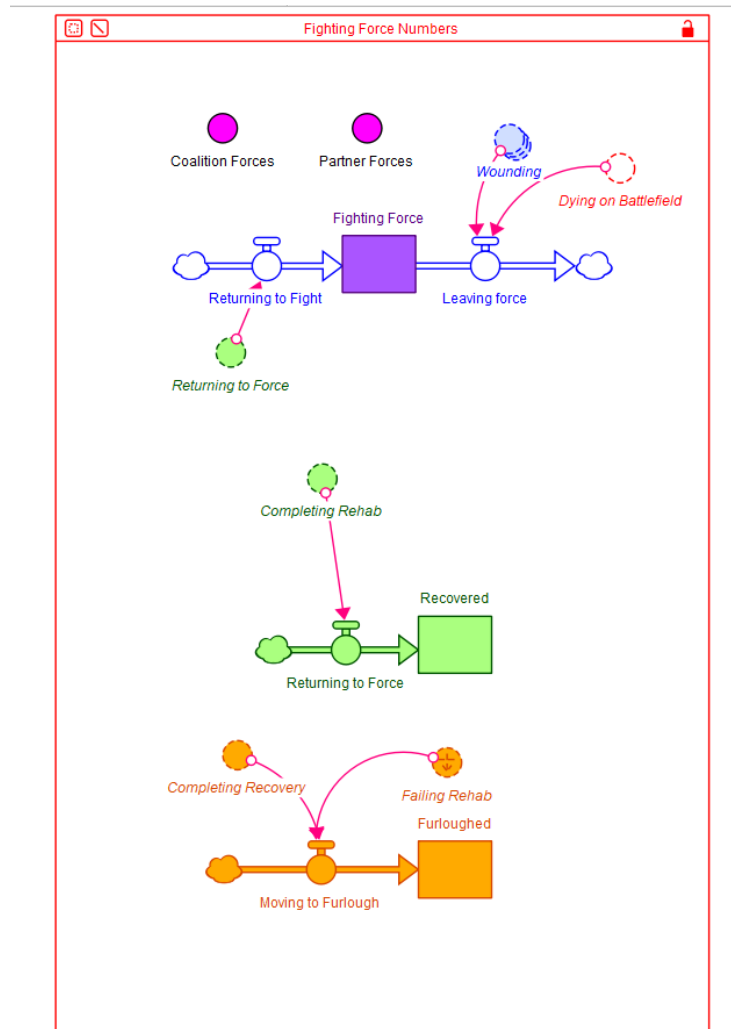 Fighting Force Numbers
Coalition Forces
Partner Forces
Wounding
Dying on Battlefield
Fighting Force
Returning to Fight
Leaving force
Returning to Force
Completing Rehab
Recovered
Returning to Force
Completing Recovery
Failing Rehab
Furloughed
Moving to Furlough